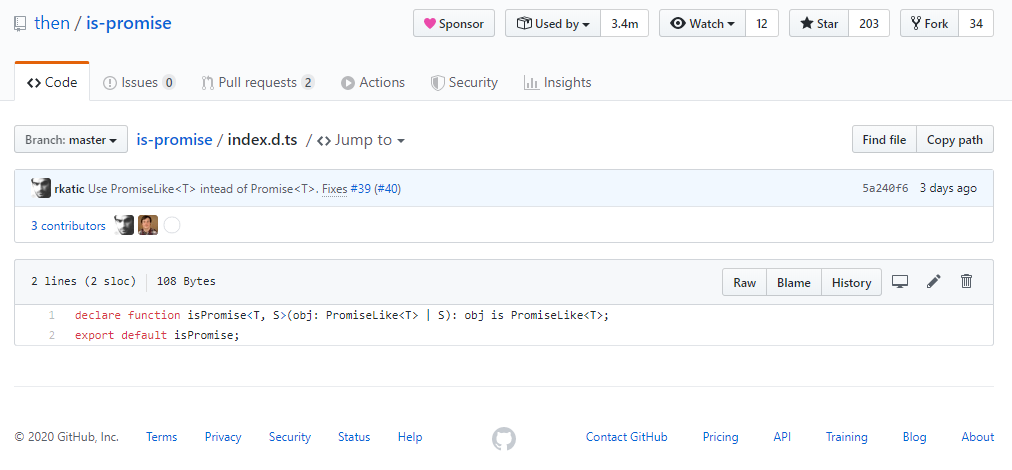 then / is-promise
Sponsor Used by 3.4m Watch 12 Star 203 Fork 34
Code Issues 0 Pull requests 2 Actions Security Insights
Branch: master is-promise / index.d.ts / Jump to Find file Copy path
rkatic Use PromiseLike<T> intead of Promise<T>. Fixes #39 (#40) 5a240f6 3 days ago
3 contributors
2 lines (2 sloc) 108 Bytes Raw Blame History
1 declare function isPromise<T, S>(obj: PromiseLike<T> | S): obj is PromiseLike<T>;
2 export default isPromise;
© 2020 GitHub, Inc. Terms Privacy Security Status Help Contact GitHub Pricing API Training Blog About